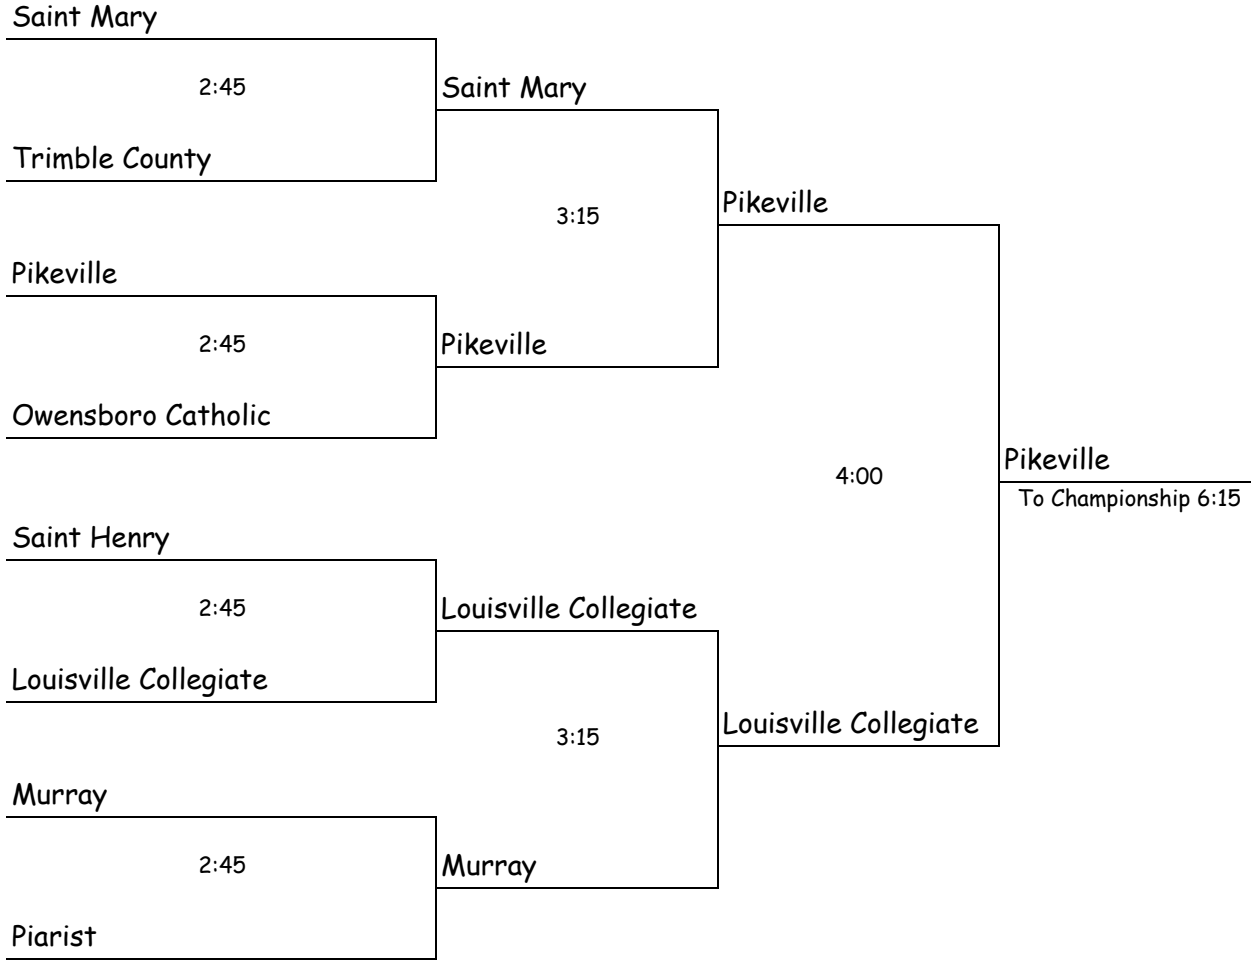 Saint Mary
2:45
Saint Mary
Trimble County
3:15
Pikeville
Pikeville
2:45
Pikeville
Owensboro Catholic
4:00
Pikeville
To Championship 6:15
Saint Henry
2:45
Louisville Collegiate
Louisville Collegiate
3:15
Louisville Collegiate
Murray
2:45
Murray
Piarist